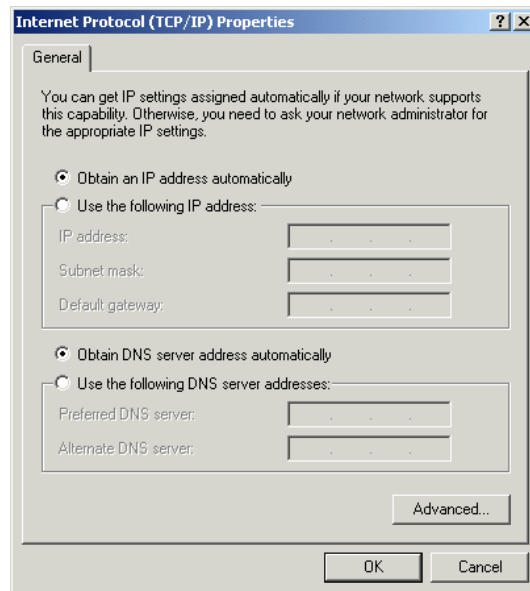 Internet Protocol (TCP/IP) Properties
General
You can get IP settings assigned automatically if your network supports
this capability. Otherwise, you need to ask your network administrator for
the appropriate IP settings.
Obtain an IP address automatically
Use the following IP address:
IP address:
Subnet mask:
Default gateway:
Obtain DNS server address automatically
Use the following DNS server addresses:
Preferred DNS server:
Alternate DNS server:
Advanced...
OK Cancel